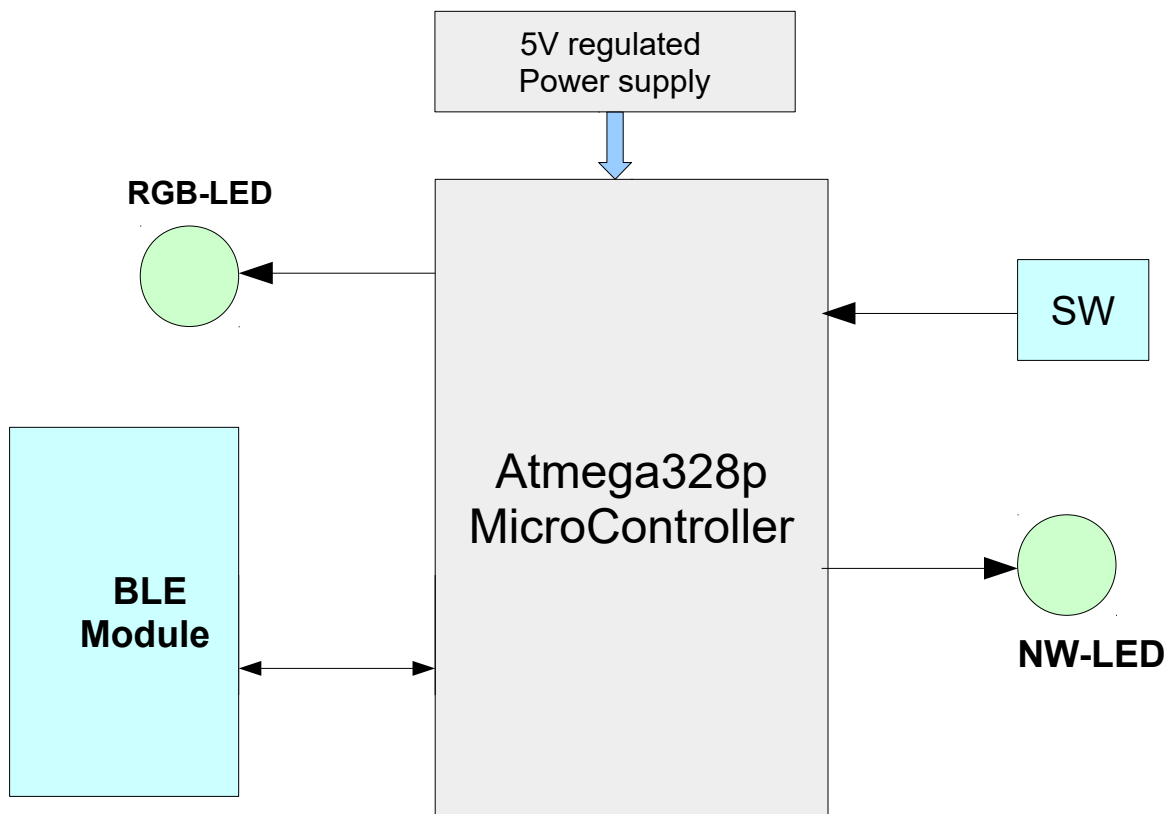 5V regulated
Power supply
RGB-LED
SW
Atmega328p
MicroController
BLE
Module
NW-LED